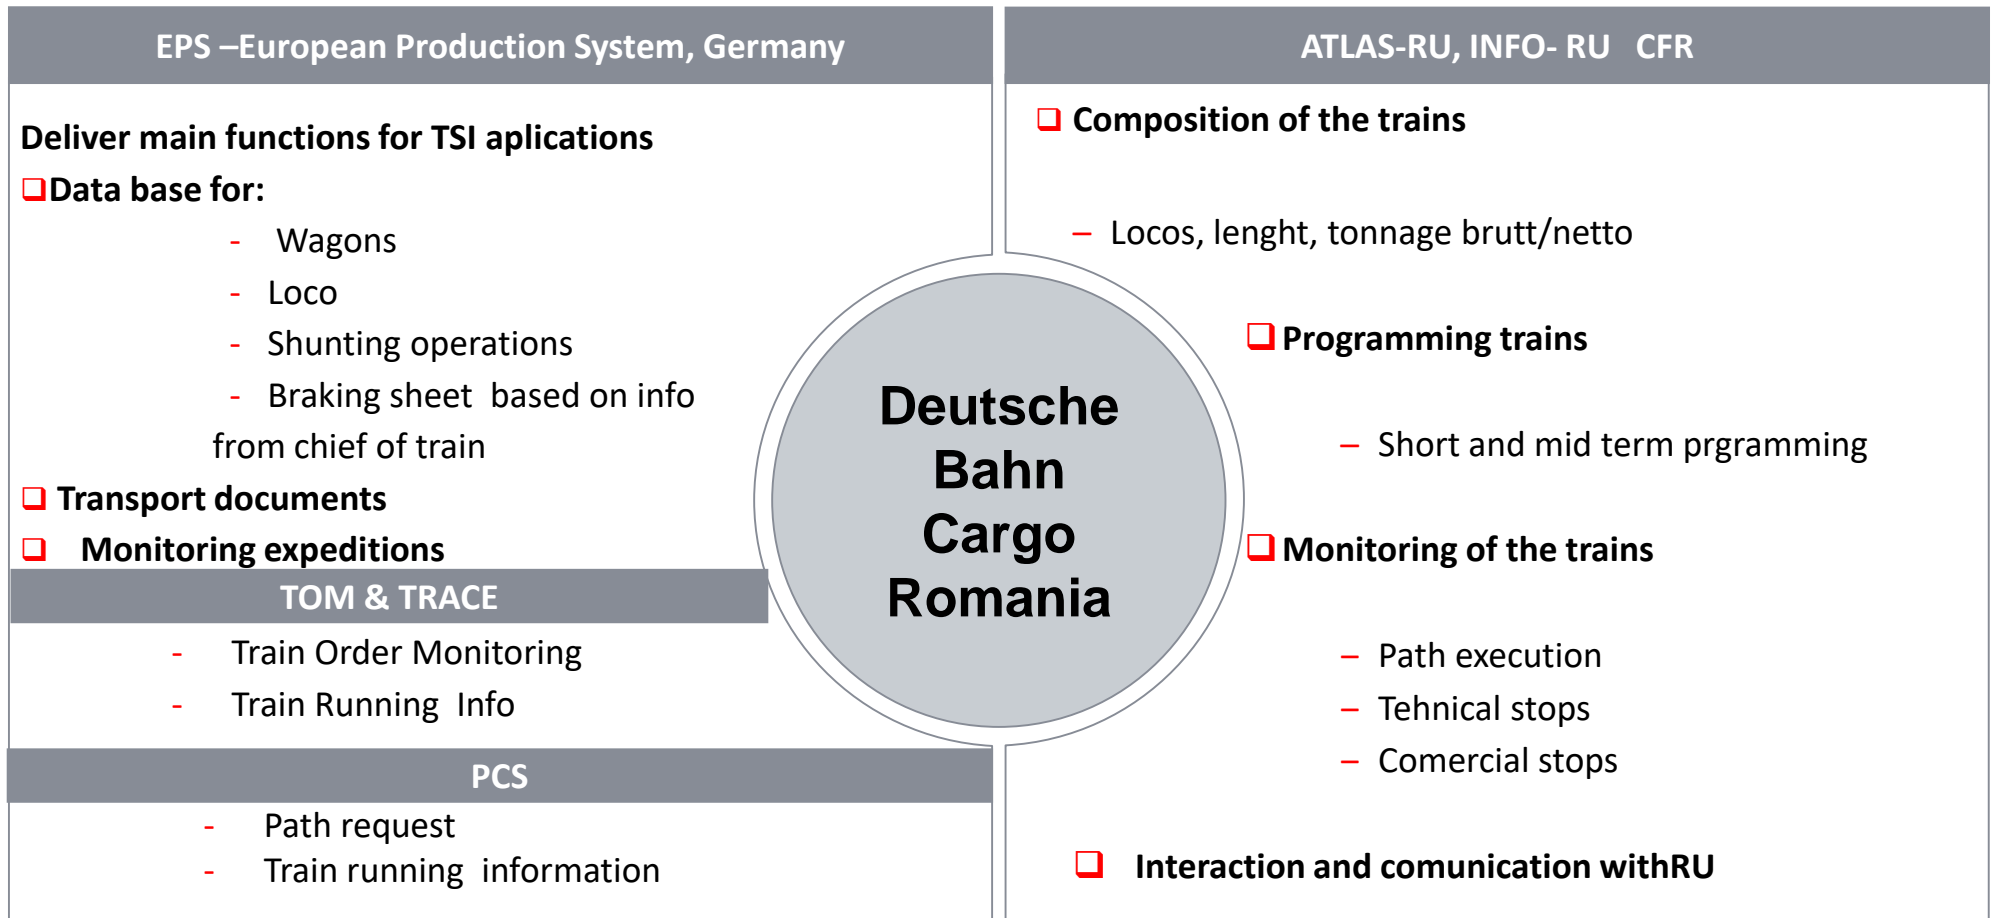 EPS –European Production System, Germany
Deliver main functions for TSI aplications
Data base for:
- Wagons
- Loco
- Shunting operations
- Braking sheet based on info
from chief of train
Transport documents
Monitoring expeditions
TOM & TRACE
- Train Order Monitoring
- Train Running Info
PCS
- Path request
- Train running information
Deutsche
Bahn
Cargo
Romania
ATLAS-RU, INFO- RU CFR
Composition of the trains
– Locos, lenght, tonnage brutt/netto
Programming trains
– Short and mid term prgramming
Monitoring of the trains
– Path execution
– Tehnical stops
– Comercial stops
Interaction and comunication withRU